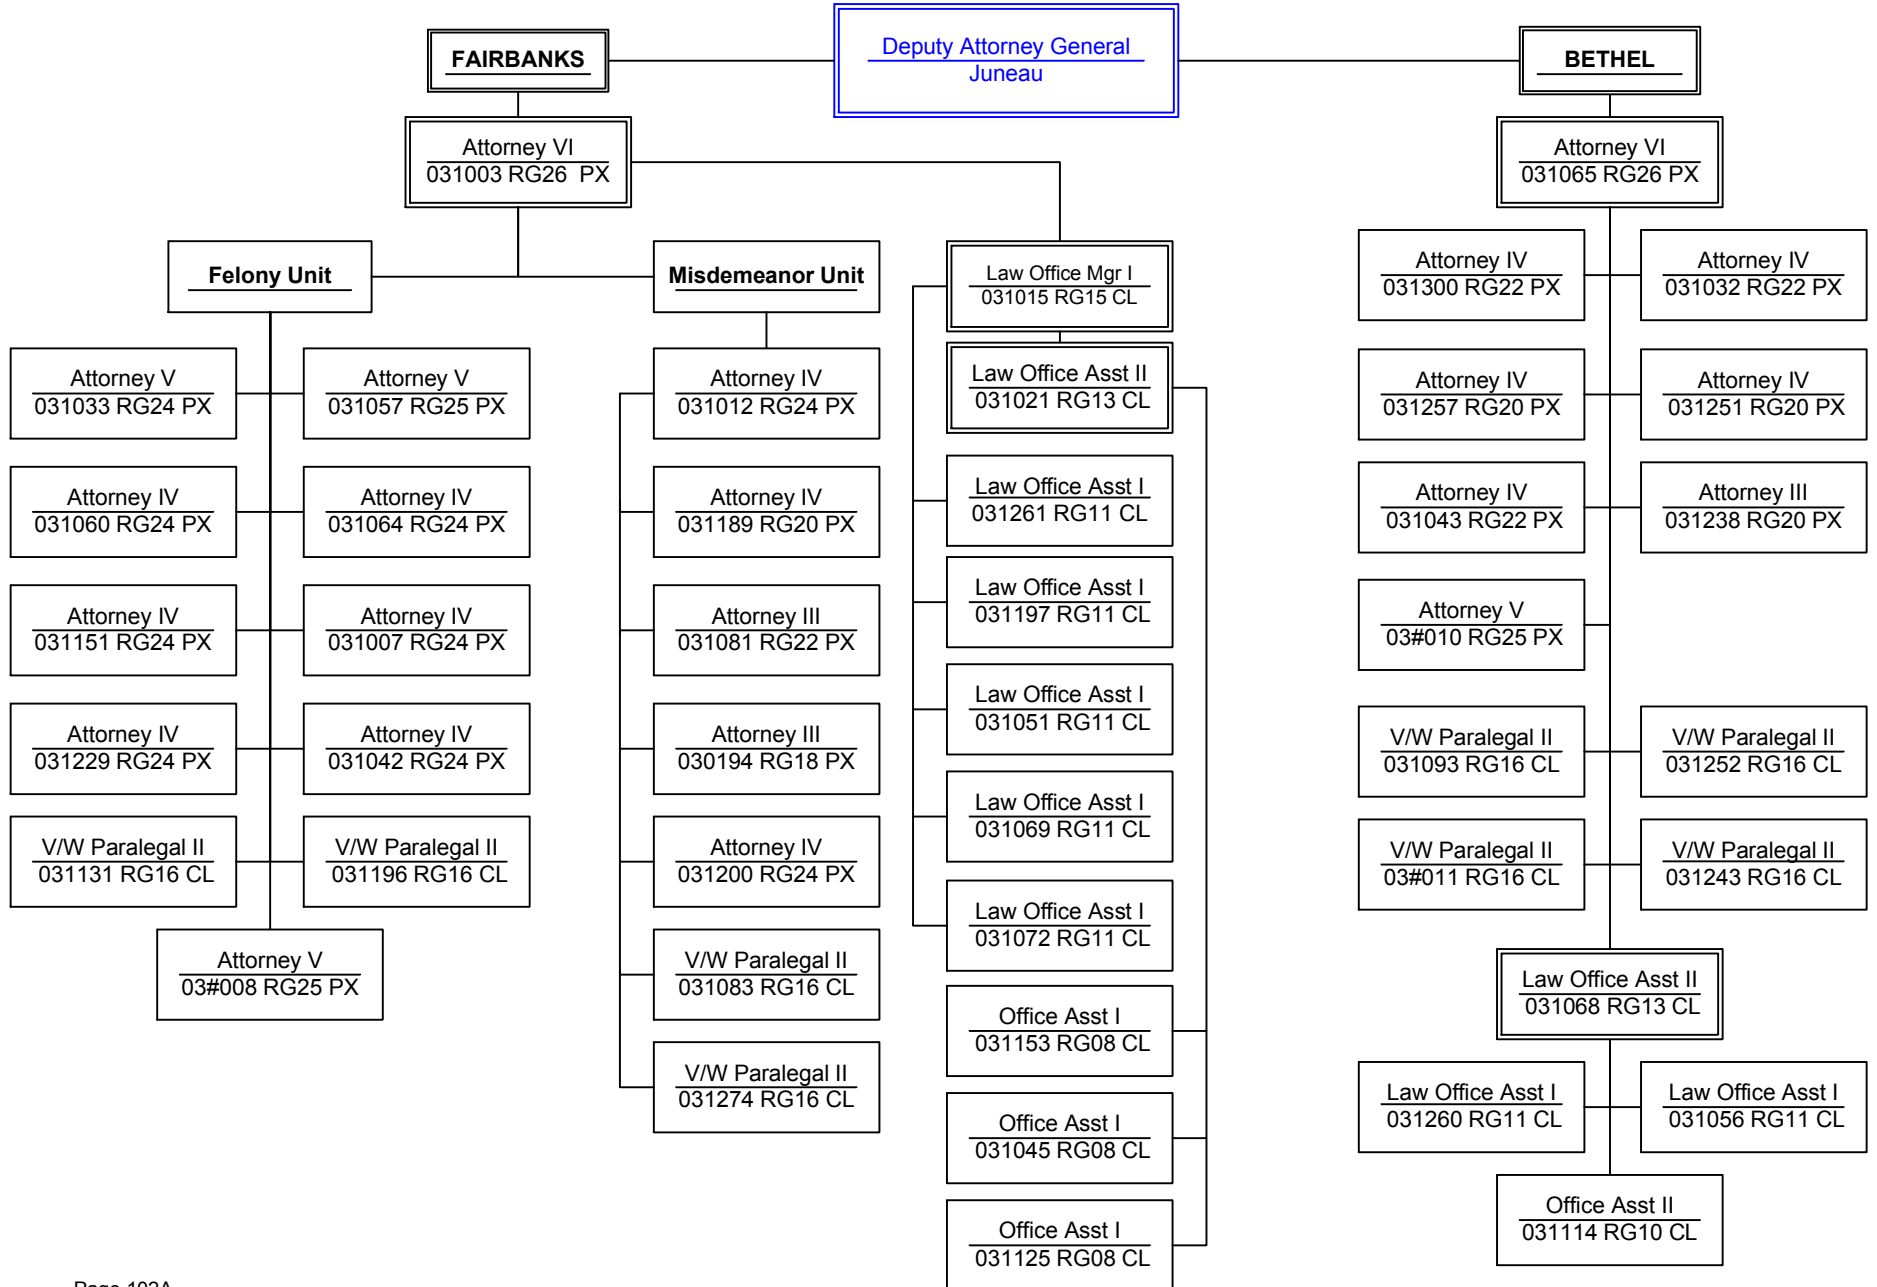 Deputy Attorney General
Juneau
FAIRBANKS
BETHEL
Attorney VI
031003 RG26  PX
Attorney VI
031065 RG26 PX
Felony Unit
Misdemeanor Unit
Attorney V
031033 RG24 PX
Attorney V
031057 RG25 PX
Attorney IV
031060 RG24 PX
Attorney IV
031064 RG24 PX
Attorney IV
031151 RG24 PX
Attorney IV
031007 RG24 PX
Attorney IV
031229 RG24 PX
Attorney IV
031042 RG24 PX
V/W Paralegal II
031131 RG16 CL
V/W Paralegal II
031196 RG16 CL
Attorney V
03#008 RG25 PX
Attorney IV
031012 RG24 PX
Attorney IV
031189 RG20 PX
Attorney III
031081 RG22 PX
Attorney III
030194 RG18 PX
Attorney IV
031200 RG24 PX
V/W Paralegal II
031083 RG16 CL
V/W Paralegal II
031274 RG16 CL
Law Office Mgr I
031015 RG15 CL
Law Office Asst II
031021 RG13 CL
Law Office Asst I
031261 RG11 CL
Law Office Asst I
031197 RG11 CL
Law Office Asst I
031051 RG11 CL
Law Office Asst I
031069 RG11 CL
Law Office Asst I
031072 RG11 CL
Office Asst I
031153 RG08 CL
Office Asst I
031045 RG08 CL
Office Asst I
031125 RG08 CL
Attorney IV
031300 RG22 PX
Attorney IV
031032 RG22 PX
Attorney IV
031257 RG20 PX
Attorney IV
031251 RG20 PX
Attorney IV
031043 RG22 PX
Attorney III
031238 RG20 PX
Attorney V
03#010 RG25 PX
V/W Paralegal II
031093 RG16 CL
V/W Paralegal II
031252 RG16 CL
V/W Paralegal II
03#011 RG16 CL
V/W Paralegal II
031243 RG16 CL
Law Office Asst II
031068 RG13 CL
Law Office Asst I
031260 RG11 CL
Law Office Asst I
031056 RG11 CL
Office Asst II
031114 RG10 CL
Page 102A